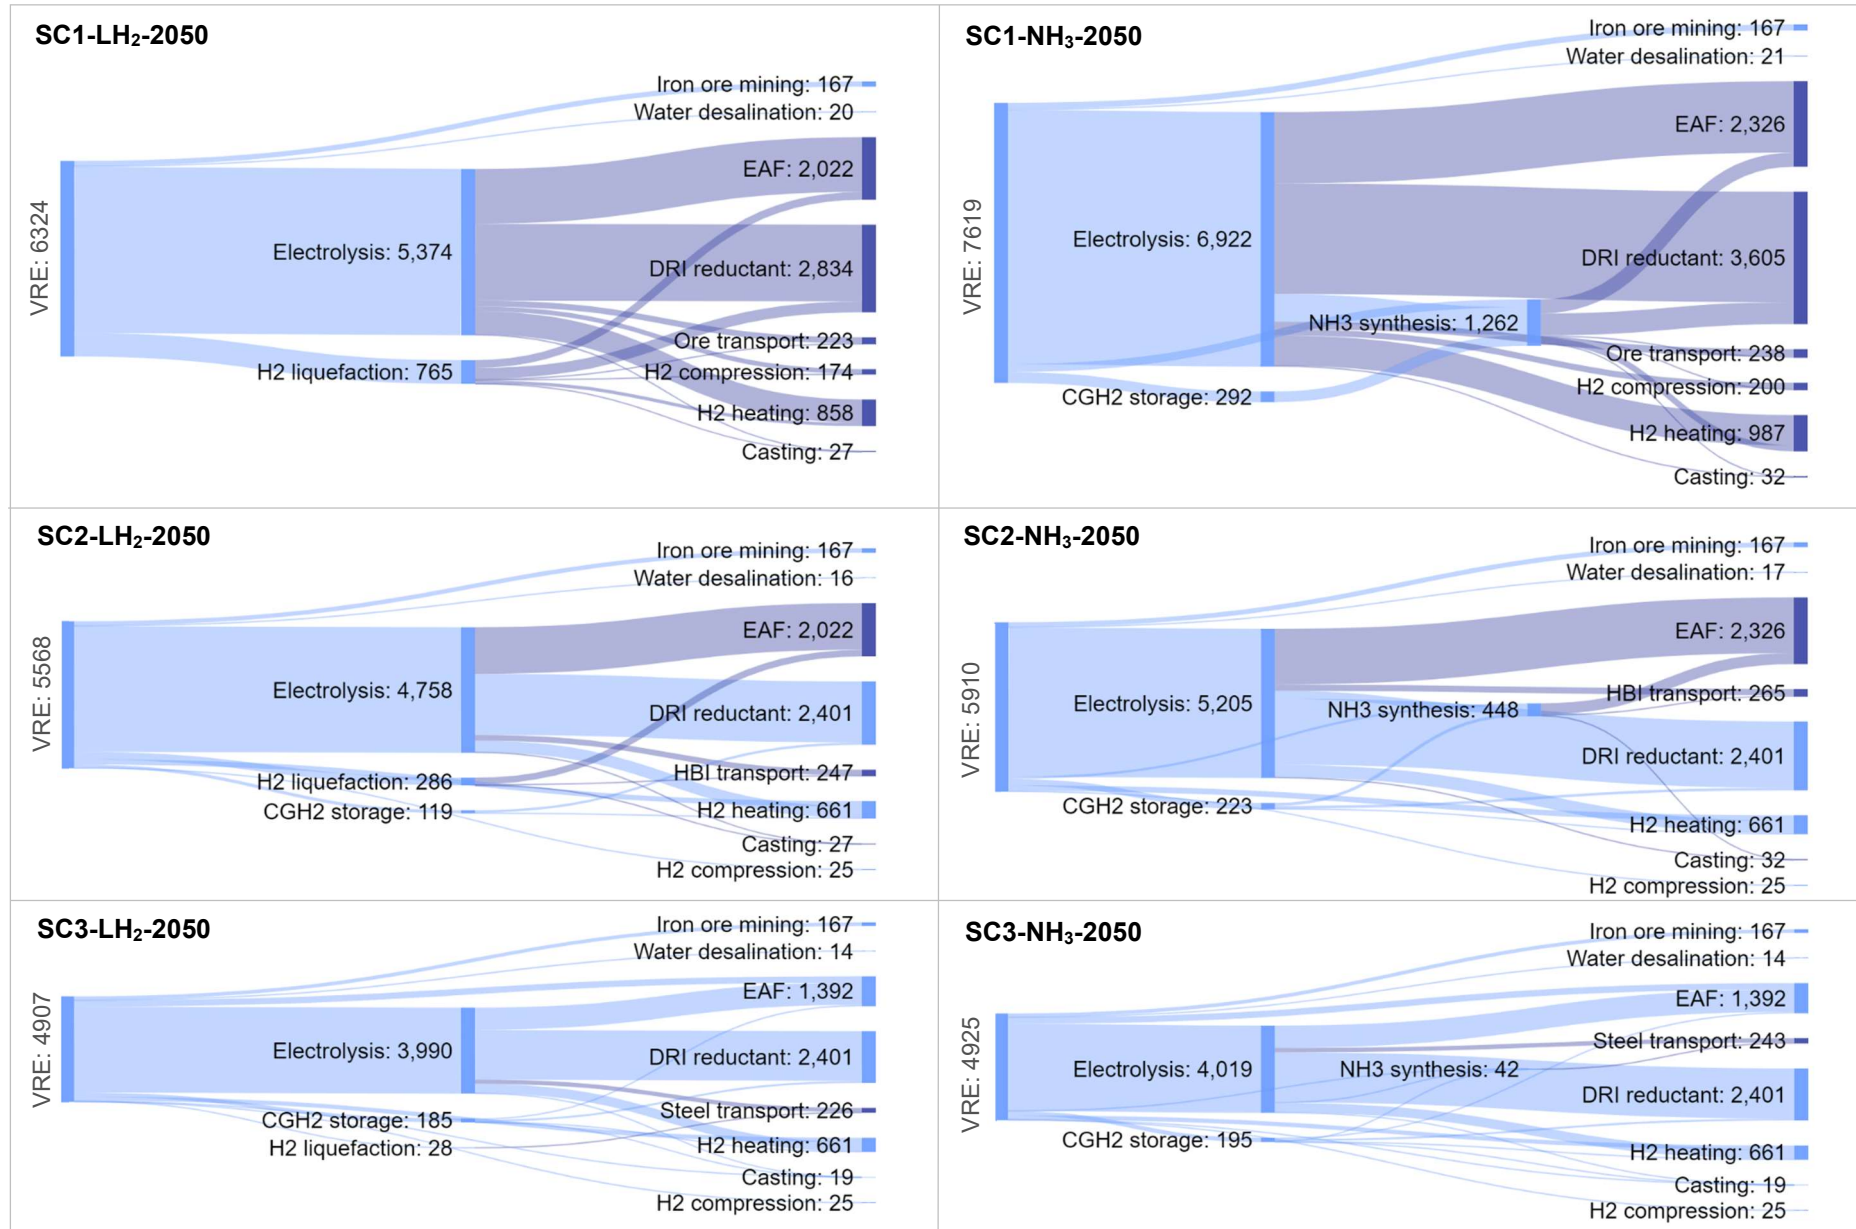 SC1-LH₂-2050
Iron ore mining: 167
Water desalination: 20
EAF: 2,022
VRE: 6324
Electrolysis: 5,374
DRI reductant: 2,834
Ore transport: 223
H2 liquefaction: 765
H2 compression: 174
H2 heating: 858
Casting: 27
SC1-NH₃-2050
Iron ore mining: 167
Water desalination: 21
EAF: 2,326
VRE: 7619
Electrolysis: 6,922
DRI reductant: 3,605
NH3 synthesis: 1,262
Ore transport: 238
H2 compression: 200
CGH2 storage: 292
H2 heating: 987
Casting: 32
SC2-LH₂-2050
Iron ore mining: 167
Water desalination: 16
EAF: 2,022
VRE: 5568
Electrolysis: 4,758
DRI reductant: 2,401
HBI transport: 247
H2 liquefaction: 286
CGH2 storage: 119
H2 heating: 661
Casting: 27
H2 compression: 25
SC2-NH₃-2050
Iron ore mining: 167
Water desalination: 17
EAF: 2,326
VRE: 5910
Electrolysis: 5,205
HBI transport: 265
NH3 synthesis: 448
DRI reductant: 2,401
CGH2 storage: 223
H2 heating: 661
Casting: 32
H2 compression: 25
SC3-LH₂-2050
Iron ore mining: 167
Water desalination: 14
EAF: 1,392
VRE: 4907
Electrolysis: 3,990
DRI reductant: 2,401
Steel transport: 226
CGH2 storage: 185
H2 liquefaction: 28
H2 heating: 661
Casting: 19
H2 compression: 25
SC3-NH₃-2050
Iron ore mining: 167
Water desalination: 14
EAF: 1,392
VRE: 4925
Steel transport: 243
Electrolysis: 4,019
NH3 synthesis: 42
DRI reductant: 2,401
CGH2 storage: 195
H2 heating: 661
Casting: 19
H2 compression: 25